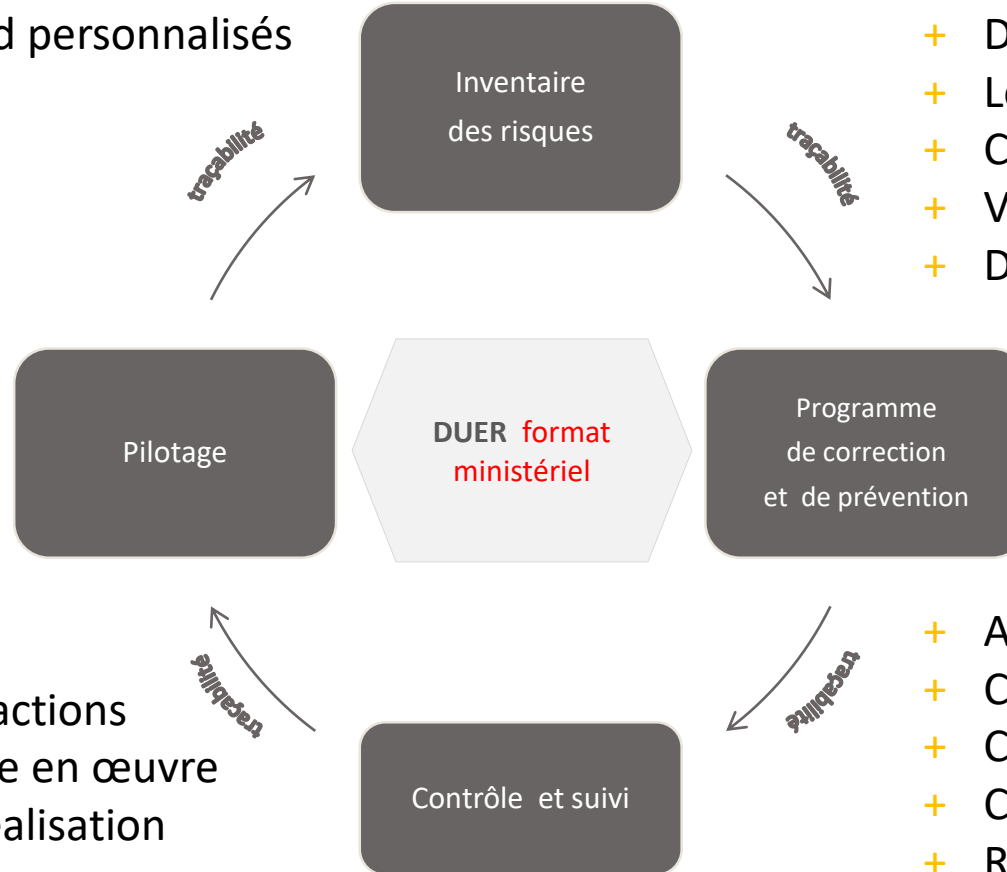 d personnalisés
Inventaire
des risques
traçabilité
traçabilité
+ D
+ L
+ C
+ V
+ D
Pilotage
DUER format
ministériel
Programme
de correction
et de prévention
traçabilité
traçabilité
actions
e en œuvre
éalisation
Contrôle et suivi
+ A
+ C
+ C
+ C
+ R